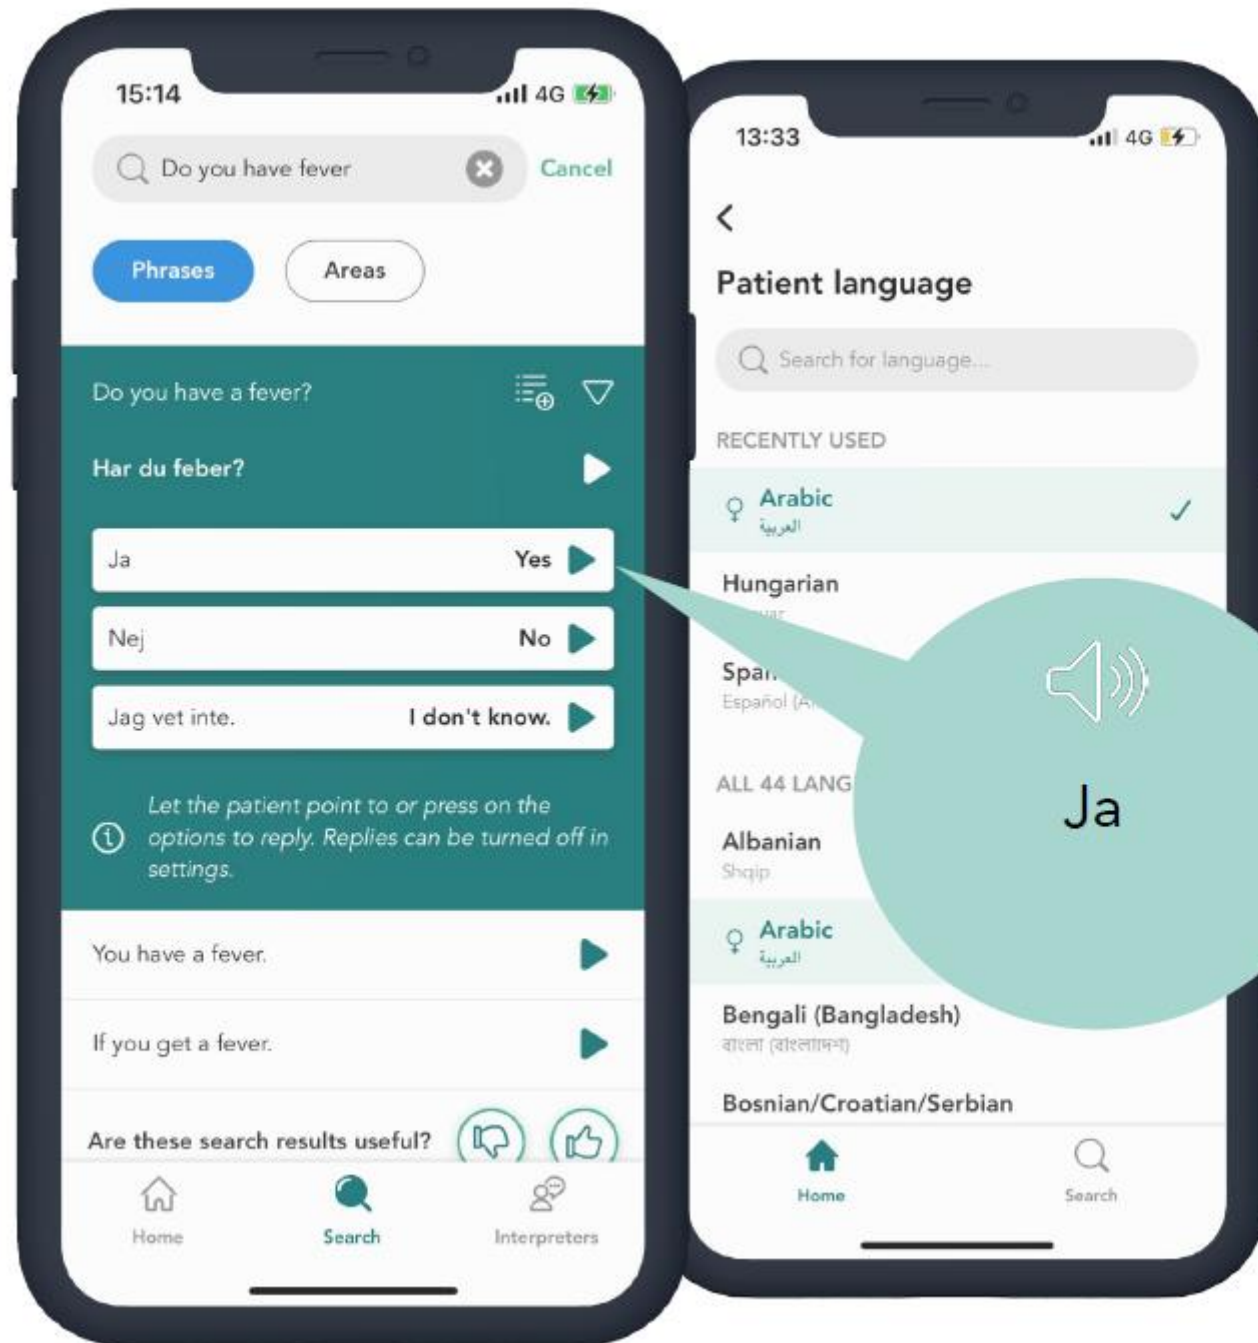 15:14
4G
Do you have fever
Cancel
Phrases
Areas
Do you have a fever?
Har du feber?
Ja
Yes
Nej
No
Jag vet inte.
I don't know.
Let the patient point to or press on the
options to reply. Replies can be turned off in
settings.
You have a fever.
If you get a fever.
Are these search results useful?
Home
Search
Interpreters
13:33
4G
Patient language
Search for language...
RECENTLY USED
Arabic
العربية
Hungarian
Español
ALL 44
Albanian
Shqip
Arabic
العربية
Bengali (Bangladesh)
বাংলা (বাংলাদেশ)
Bosnian/Croatian/Serbian
Home
Search
Ja